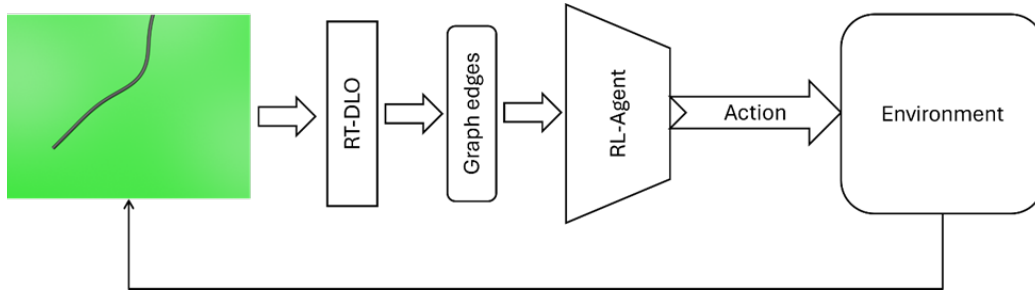 RT-DLO
Graph edges
RL-Agent
Action
Environment